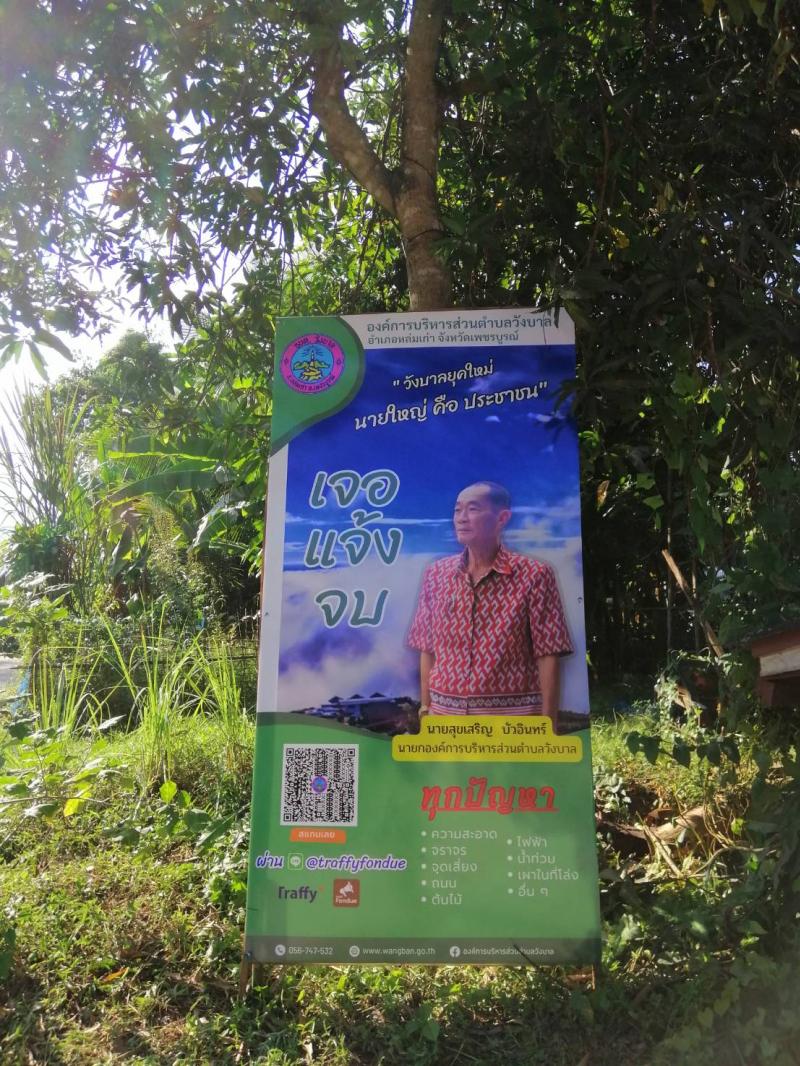 องค์การบริหารส่วนตำบลวังบาล
อำเภอหล่มเก่า จังหวัดเพชรบูรณ์
"วังบาลยุคใหม่
นายใหญ่ คือ ประชาชน"
เจอ
แจ้ง
จบ
นายสุขเสริญ บัวอินทร์
นายกองค์การบริหารส่วนตำบลวังบาล
สแกนเลย
ผ่าน @traffyfondue
Traffy
Fondue
ทุกปัญหา
• ความสะอาด
• จราจร
• จุดเสี่ยง
• ถนน
• ต้นไม้
• ไฟฟ้า
• น้ำท่วม
• เผาในที่โล่ง
• อื่น ๆ
056-747-532 www.wangban.go.th องค์การบริหารส่วนตำบลวังบาล